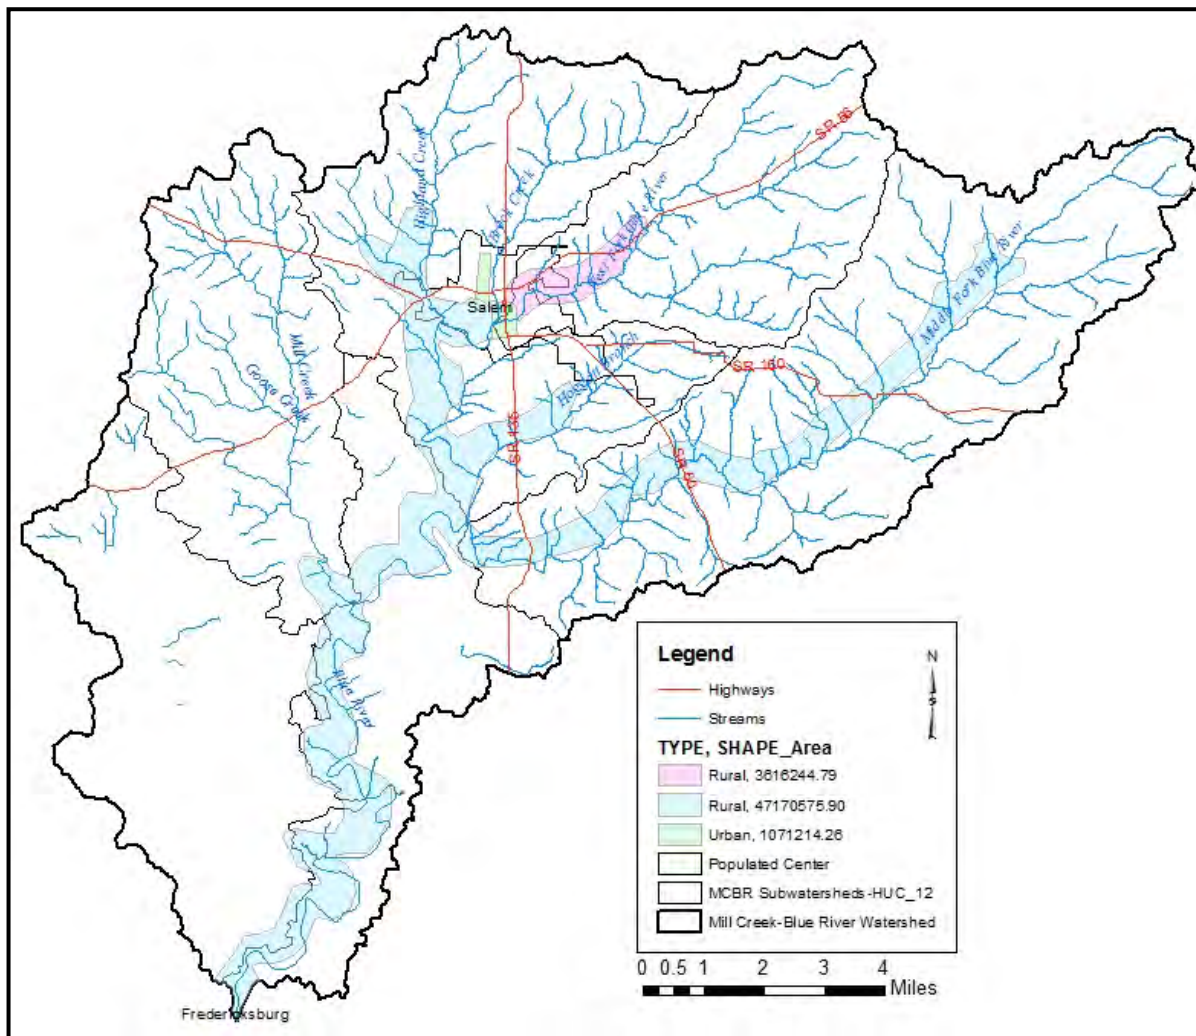 SR 56
Highland Creek
Brock Creek
West Fork Blue River
Middle Fork Blue River
Salem
Mill Creek
Goose Creek
Hoggatt Branch
SR 160
SR 135
SR
Blue River
Fredericksburg
Legend
N
S
Highways
Streams
TYPE, SHAPE_Area
Rural, 3616244.79
Rural, 47170575.90
Urban, 1071214.26
Populated Center
MCBR Subwatersheds-HUC_12
Mill Creek-Blue River Watershed
0 0.5 1 2 3 4
Miles